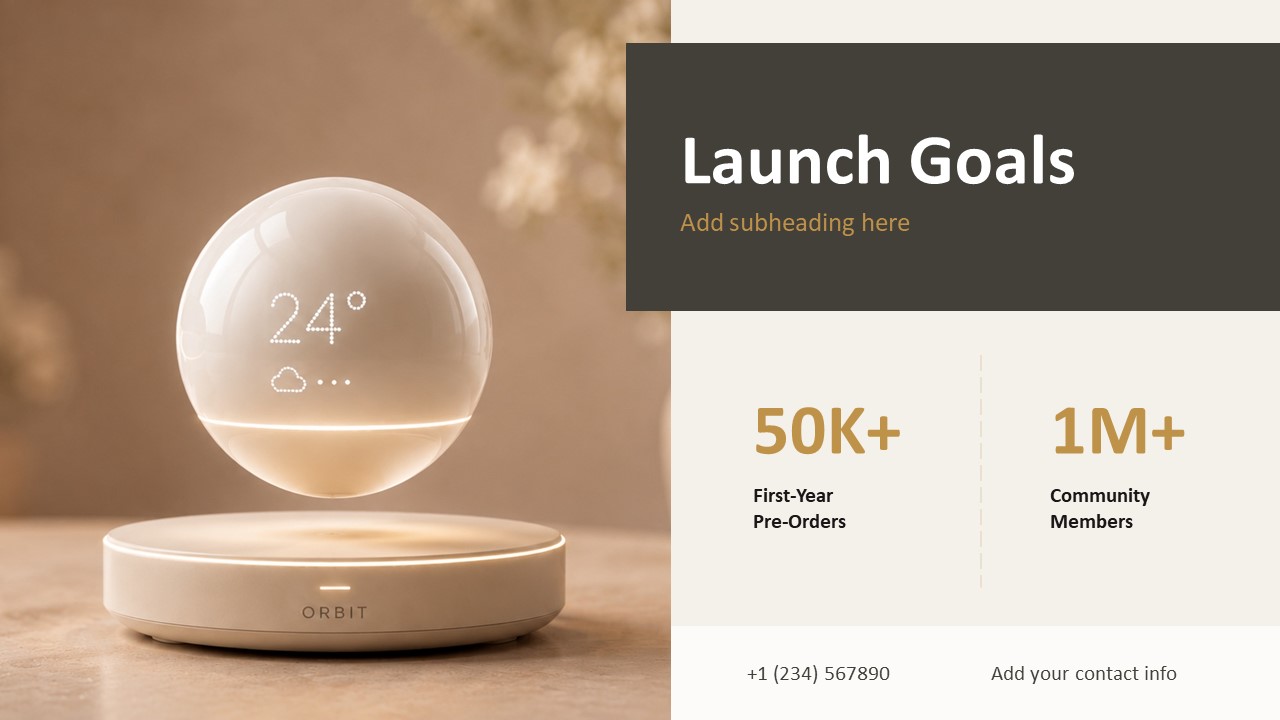 Launch Goals
Add subheading here
24°
ORBIT
50K+
First-Year
Pre-Orders
1M+
Community
Members
+1 (234) 567890
Add your contact info